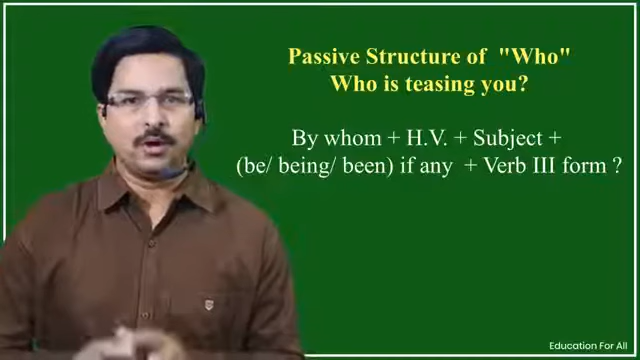 Passive Structure of "Who"
Who is teasing you?
By whom + H.V. + Subject +
(be/ being/ been) if any + Verb III form ?
Education For All